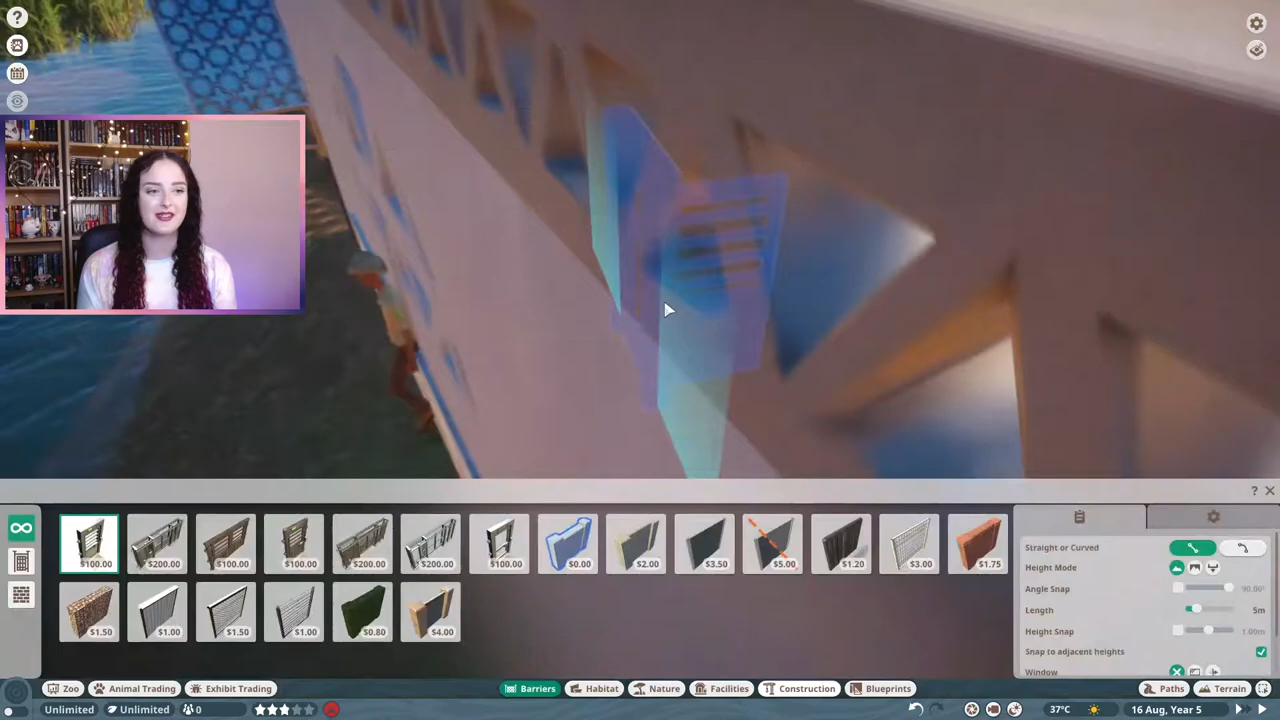 ?
? ×
$100.00 $200.00 $100.00 $100.00 $200.00 $200.00 $100.00 $0.00 $2.00 $3.50 $5.00 $1.20 $3.00 $1.75
$1.50 $1.00 $1.50 $1.00 $0.80 $4.00
Straight or Curved
Height Mode
Angle Snap 90.00°
Length 5m
Height Snap 1.00m
Snap to adjacent heights
Window
Zoo Animal Trading Exhibit Trading Barriers Habitat Nature Facilities Construction Blueprints Paths Terrain
Unlimited Unlimited 0 37°C 16 Aug, Year 5